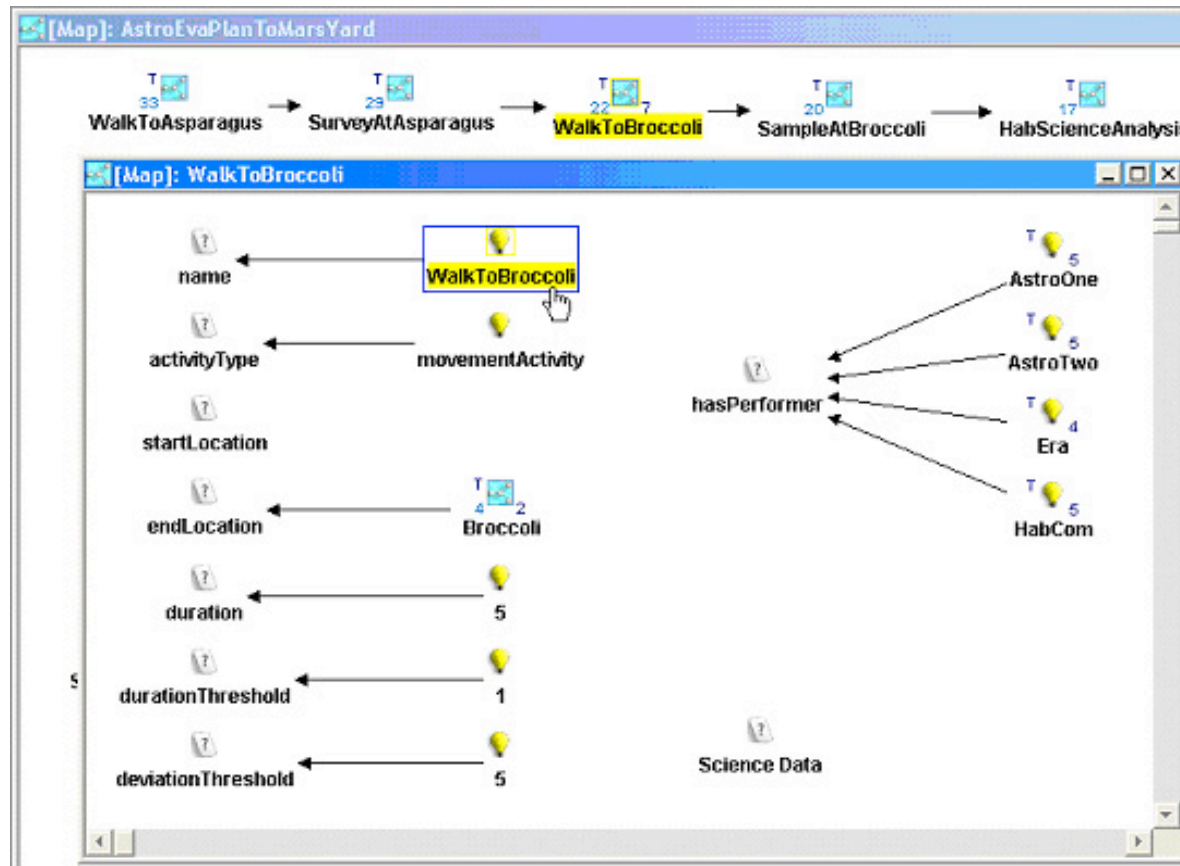 [Map]: AstroEvaPlanToMarsYard
T T T T T
33 29 22 7 20 17
WalkToAsparagus SurveyAtAsparagus WalkToBroccoli SampleAtBroccoli HabScienceAnalysis
[Map]: WalkToBroccoli
? T 5
name WalkToBroccoli AstroOne
? T 5
activityType movementActivity AstroTwo
?
hasPerformer
? T 4
startLocation Era
? T 4 2 T 5
endLocation Broccoli HabCom
?
duration 5
?
durationThreshold 1
S
? ?
deviationThreshold 5 Science Data